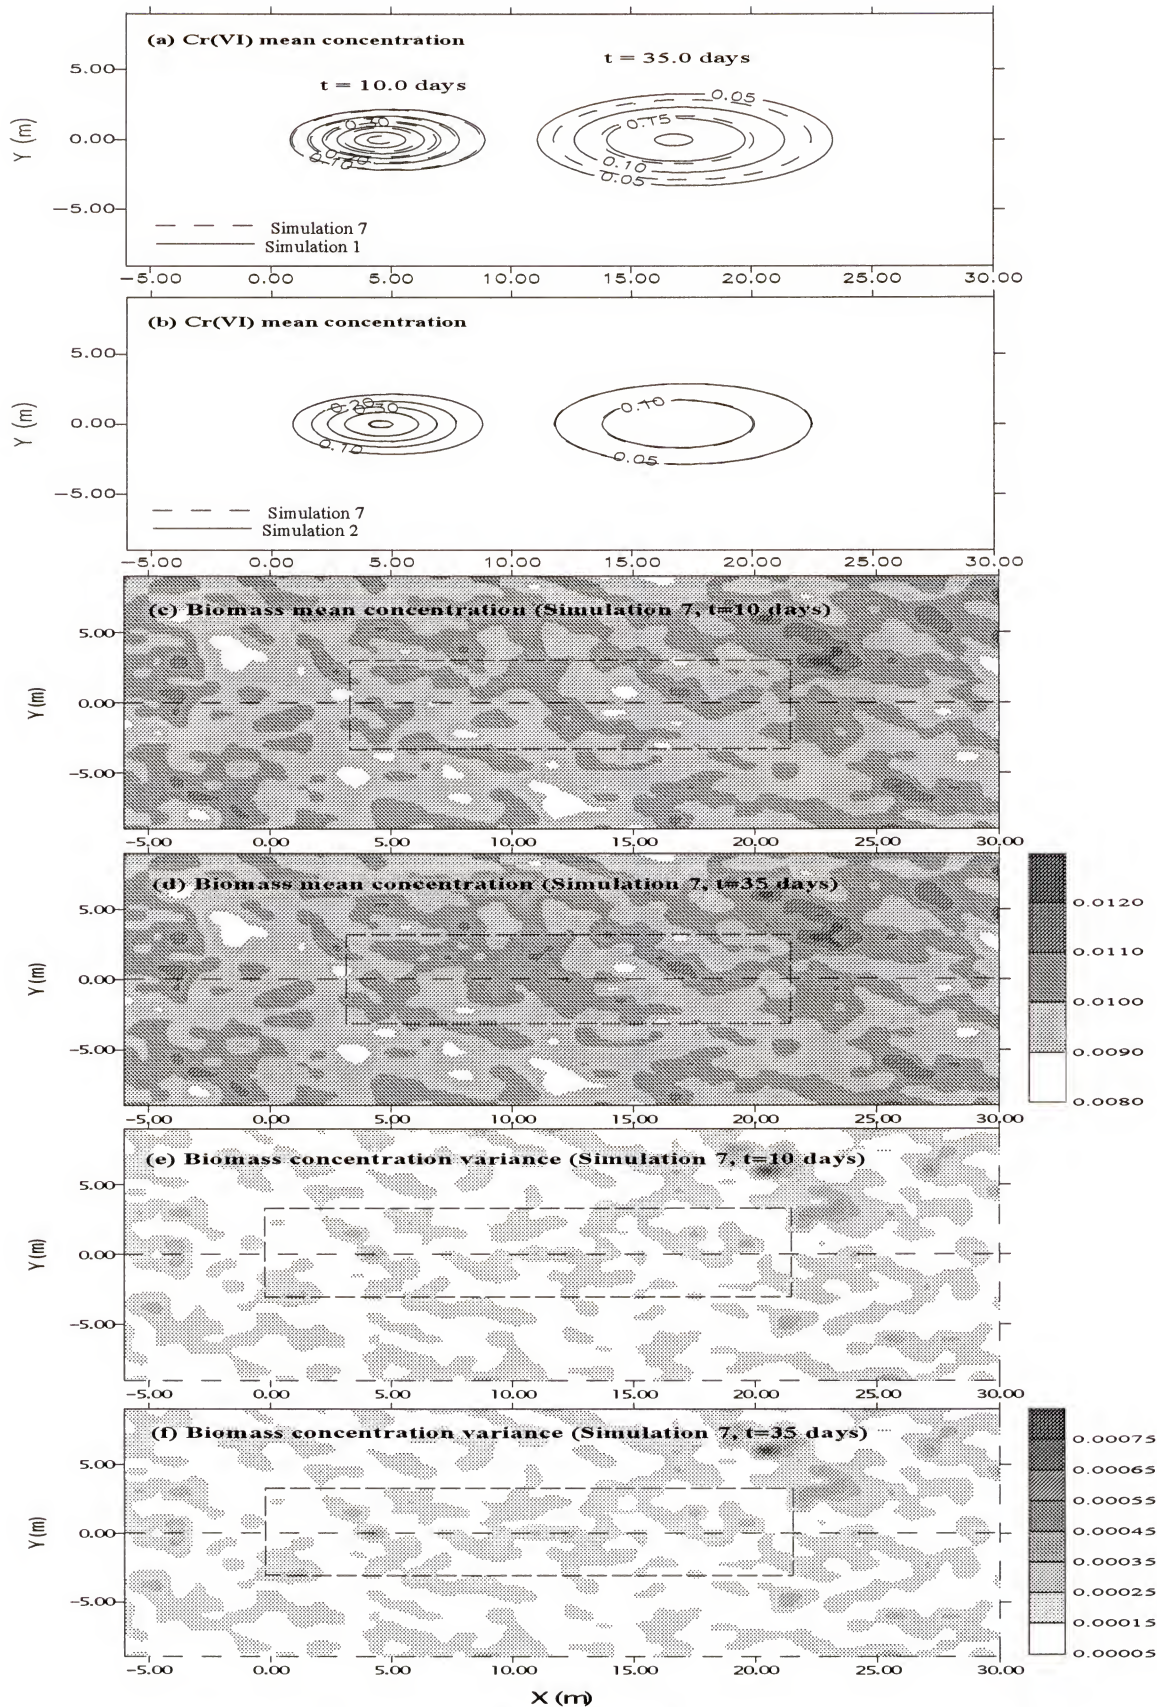 (a) Cr(VI) mean concentration
t = 35.0 days
t = 10.0 days
5.00
0.00
-5.00
Y (m)
0.05
0.30
0.15
0.10
0.10
0.05
Simulation 7
Simulation 1
-5.00 0.00 5.00 10.00 15.00 20.00 25.00 30.00
(b) Cr(VI) mean concentration
5.00
0.00
-5.00
Y (m)
0.20
0.30
0.10
0.10
0.05
Simulation 7
Simulation 2
-5.00 0.00 5.00 10.00 15.00 20.00 25.00 30.00
(c) Biomass mean concentration (Simulation 7, t=10 days)
5.00
0.00
-5.00
Y (m)
-5.00 0.00 5.00 10.00 15.00 20.00 25.00 30.00
(d) Biomass mean concentration (Simulation 7, t=35 days)
5.00
0.00
-5.00
Y (m)
0.0120
0.0110
0.0100
0.0090
0.0080
-5.00 0.00 5.00 10.00 15.00 20.00 25.00 30.00
(e) Biomass concentration variance (Simulation 7, t=10 days)
5.00
0.00
-5.00
Y (m)
-5.00 0.00 5.00 10.00 15.00 20.00 25.00 30.00
(f) Biomass concentration variance (Simulation 7, t=35 days)
5.00
0.00
-5.00
Y (m)
0.00075
0.00065
0.00055
0.00045
0.00035
0.00025
0.00015
0.00005
-5.00 0.00 5.00 10.00 15.00 20.00 25.00 30.00
X (m)